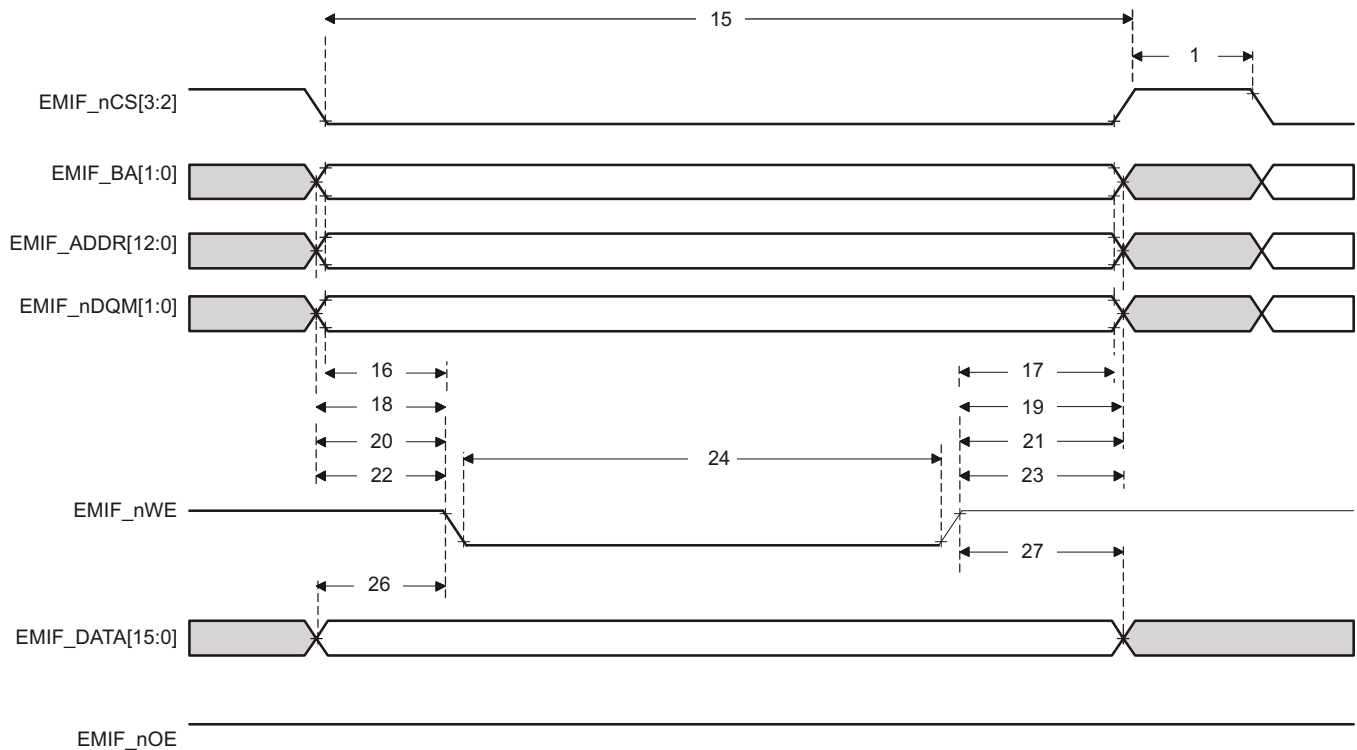 15
1
EMIF_nCS[3:2]
EMIF_BA[1:0]
EMIF_ADDR[12:0]
EMIF_nDQM[1:0]
16
17
18
19
20
21
24
22
23
EMIF_nWE
27
26
EMIF_DATA[15:0]
EMIF_nOE